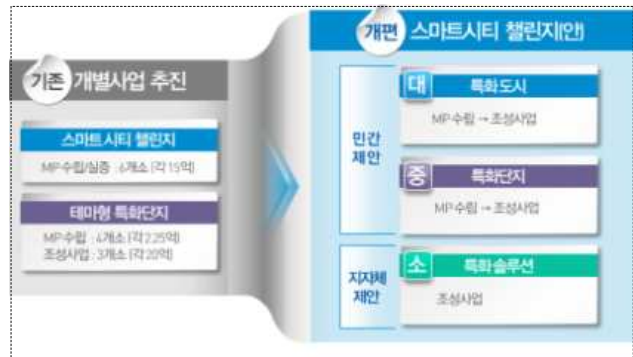 기존 개별사업 추진
스마트시티 챌린지
MP수립/실증 : 6개소 (각 15억)
테마형 특화단지
MP수립 : 4개소 (각 2.25억)
조성사업 : 3개소 (각 20억)
개편 스마트시티 챌린지(안)
민간
제안
대 특화도시
MP수립 → 조성사업
중 특화단지
MP수립 → 조성사업
지자체
제안
소 특화솔루션
조성사업